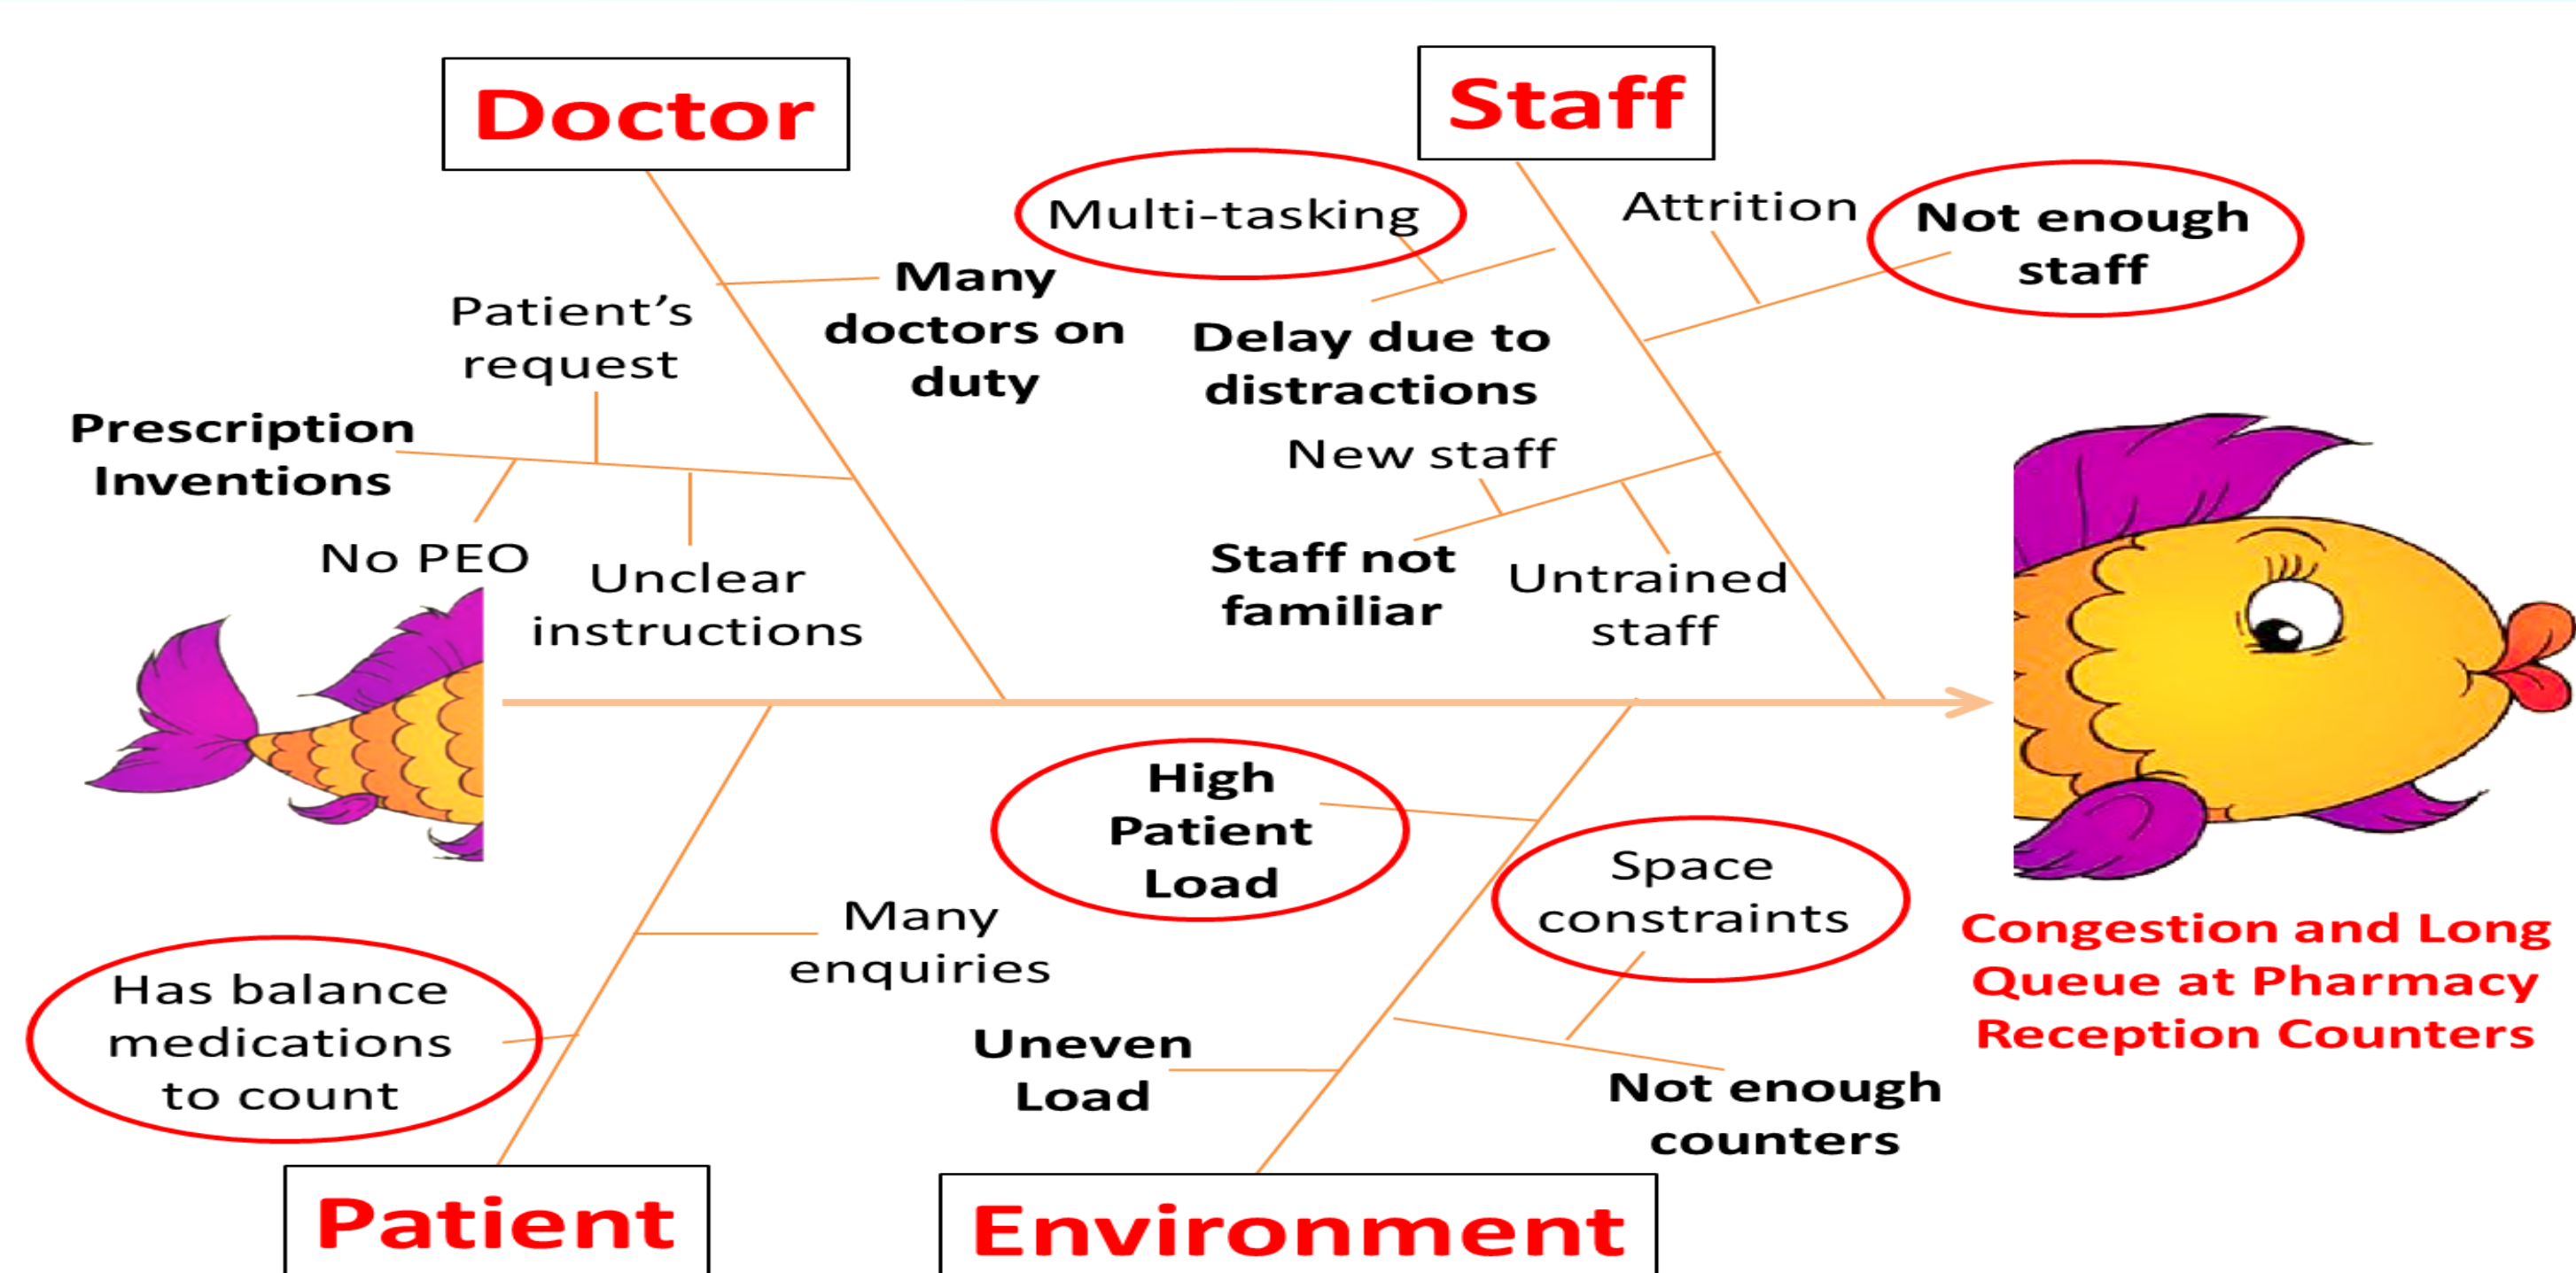 Doctor
Staff
Multi-tasking
Attrition
Not enough
staff
Many
doctors on
duty
Patient’s
request
Delay due to
distractions
Prescription
Inventions
New staff
No PEO
Unclear
instructions
Staff not
familiar
Untrained
staff
High
Patient
Load
Space
constraints
Many
enquiries
Congestion and Long
Queue at Pharmacy
Reception Counters
Has balance
medications
to count
Uneven
Load
Not enough
counters
Patient
Environment